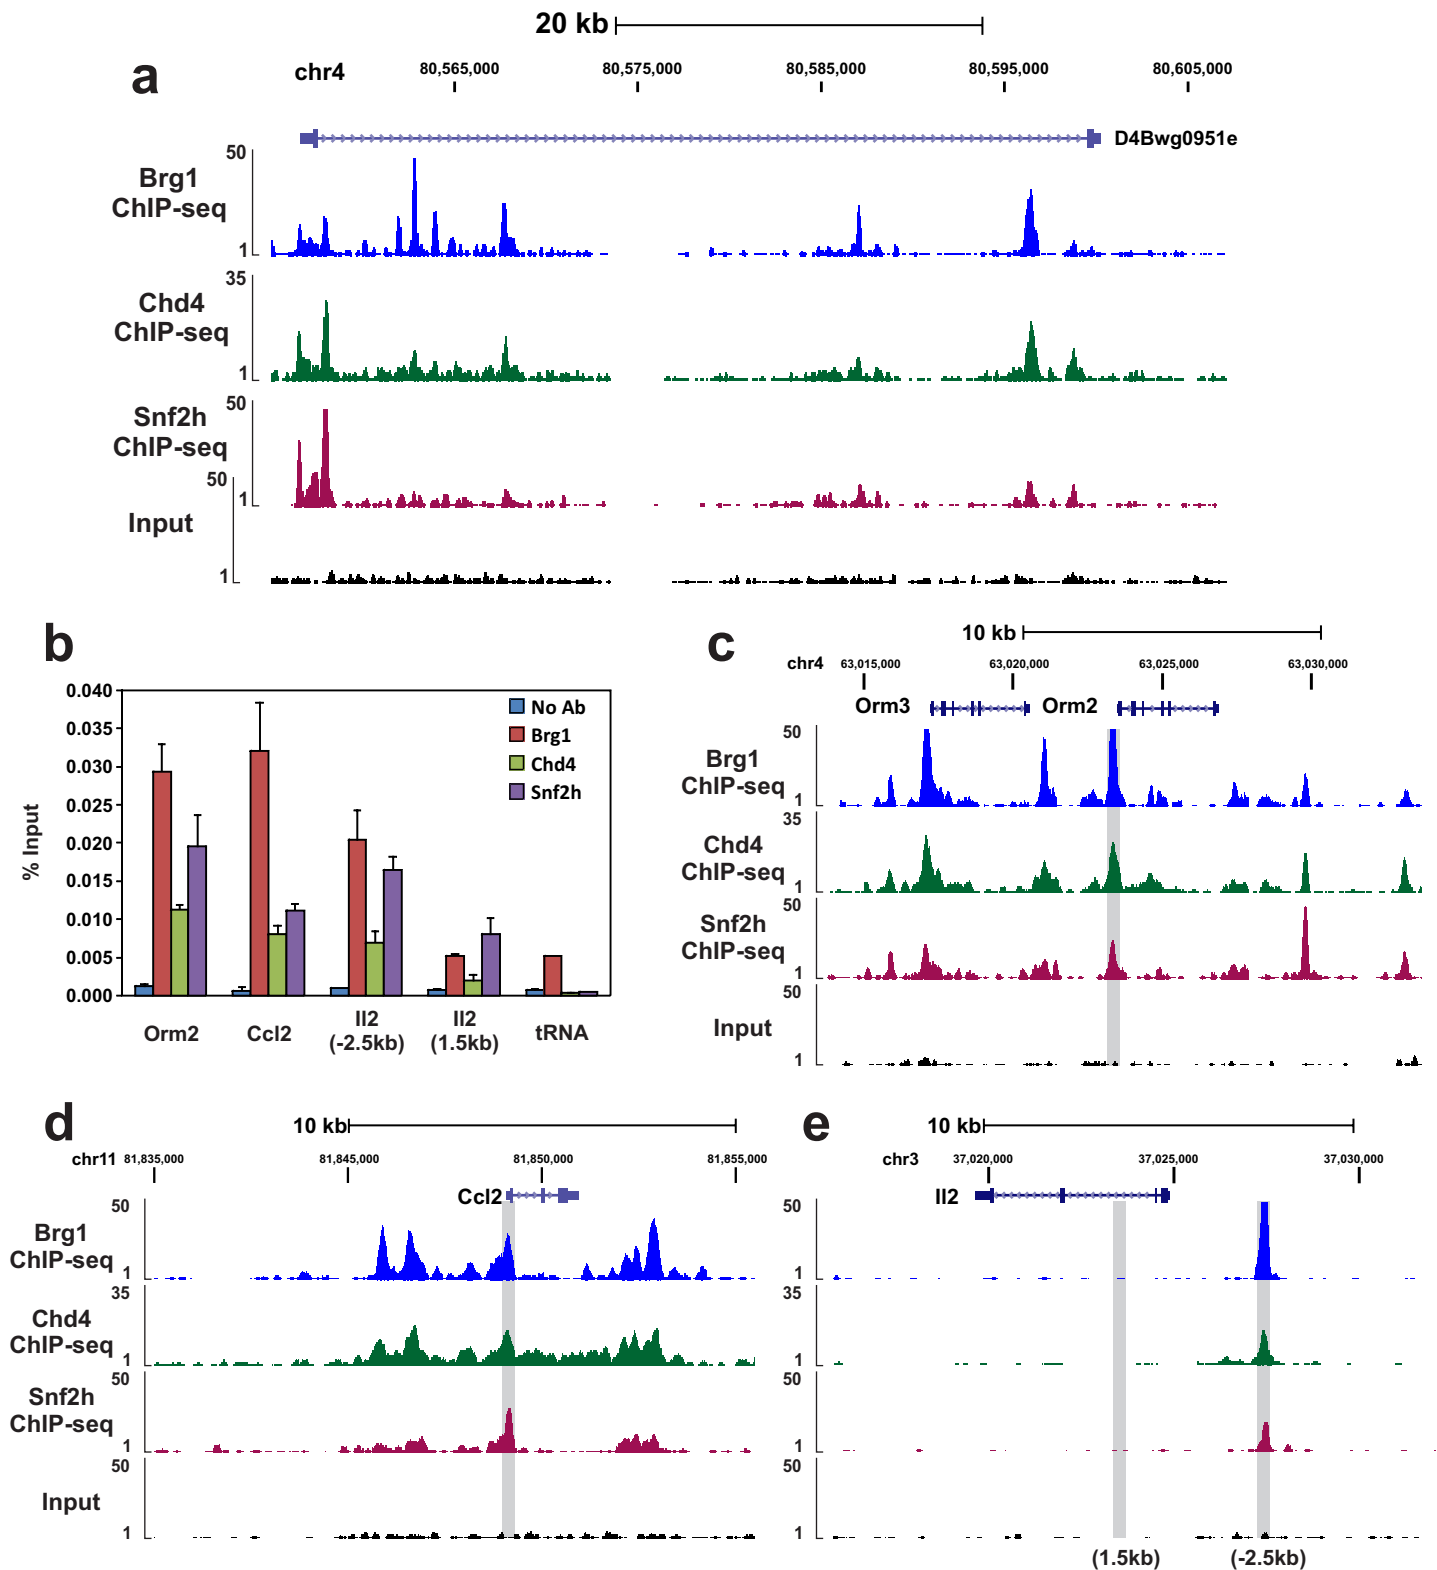 20 kb
a
chr4 80,565,000 80,575,000 80,585,000 80,595,000 80,605,000
D4Bwg0951e
50
Brg1
ChIP-seq
1
35
Chd4
ChIP-seq
1
50
Snf2h
ChIP-seq
1
50
Input
1
b
0.040
0.035
0.030
0.025
0.020
0.015
0.010
0.005
0.000
% Input
No Ab
Brg1
Chd4
Snf2h
Orm2 Ccl2 Il2 Il2 tRNA
(-2.5kb) (1.5kb)
c
10 kb
chr4 63,015,000 63,020,000 63,025,000 63,030,000
Orm3 Orm2
50
Brg1
ChIP-seq
1
35
Chd4
ChIP-seq
1
50
Snf2h
ChIP-seq
1
50
Input
1
d
10 kb
chr11 81,835,000 81,845,000 81,850,000 81,855,000
Ccl2
50
Brg1
ChIP-seq
1
35
Chd4
ChIP-seq
1
50
Snf2h
ChIP-seq
1
50
Input
1
e
10 kb
chr3 37,020,000 37,025,000 37,030,000
Il2
50
1
35
1
50
1
50
1
(1.5kb) (-2.5kb)